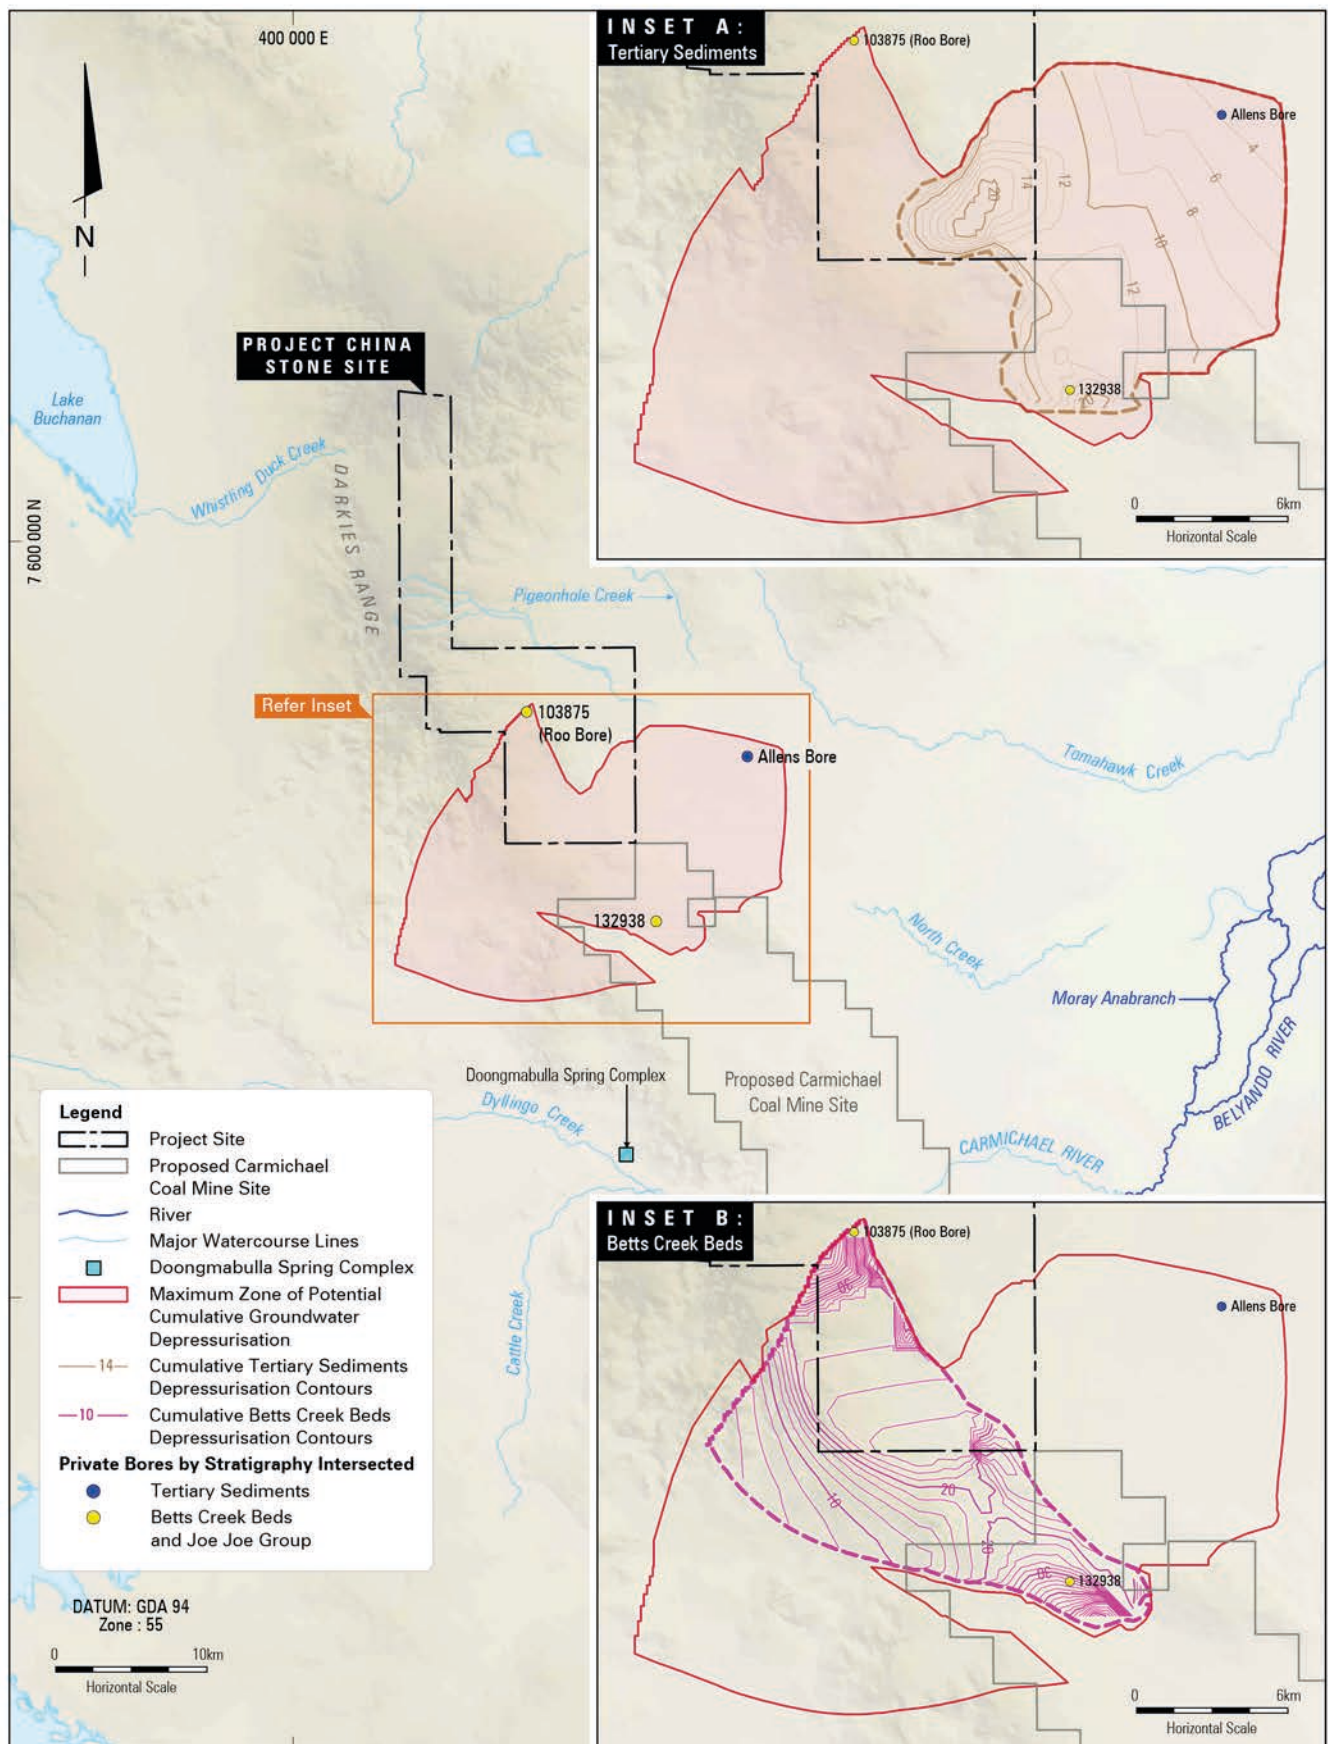 400 000 E
7 600 000 N
N
INSET A:
Tertiary Sediments
103875 (Roo Bore)
Allens Bore
4
6
8
10
12
14
20
12
132938
12
0 6km
Horizontal Scale
PROJECT CHINA
STONE SITE
Lake
Buchanan
Whistling Duck Creek
DARKIES RANGE
Pigeonhole Creek
Refer Inset
103875
(Roo Bore)
Allens Bore
Tomahawk Creek
132938
North Creek
Moray Anabranch
BELYANDO RIVER
Doongmabulla Spring Complex
Proposed Carmichael
Coal Mine Site
Dyllingo Creek
CARMICHAEL RIVER
Cattle Creek
Legend
Project Site
Proposed Carmichael
Coal Mine Site
River
Major Watercourse Lines
Doongmabulla Spring Complex
Maximum Zone of Potential
Cumulative Groundwater
Depressurisation
14 Cumulative Tertiary Sediments
Depressurisation Contours
10 Cumulative Betts Creek Beds
Depressurisation Contours
Private Bores by Stratigraphy Intersected
Tertiary Sediments
Betts Creek Beds
and Joe Joe Group
DATUM: GDA 94
Zone : 55
0 10km
Horizontal Scale
INSET B:
Betts Creek Beds
103875 (Roo Bore)
30
Allens Bore
10
20
20
30
132938
0 6km
Horizontal Scale